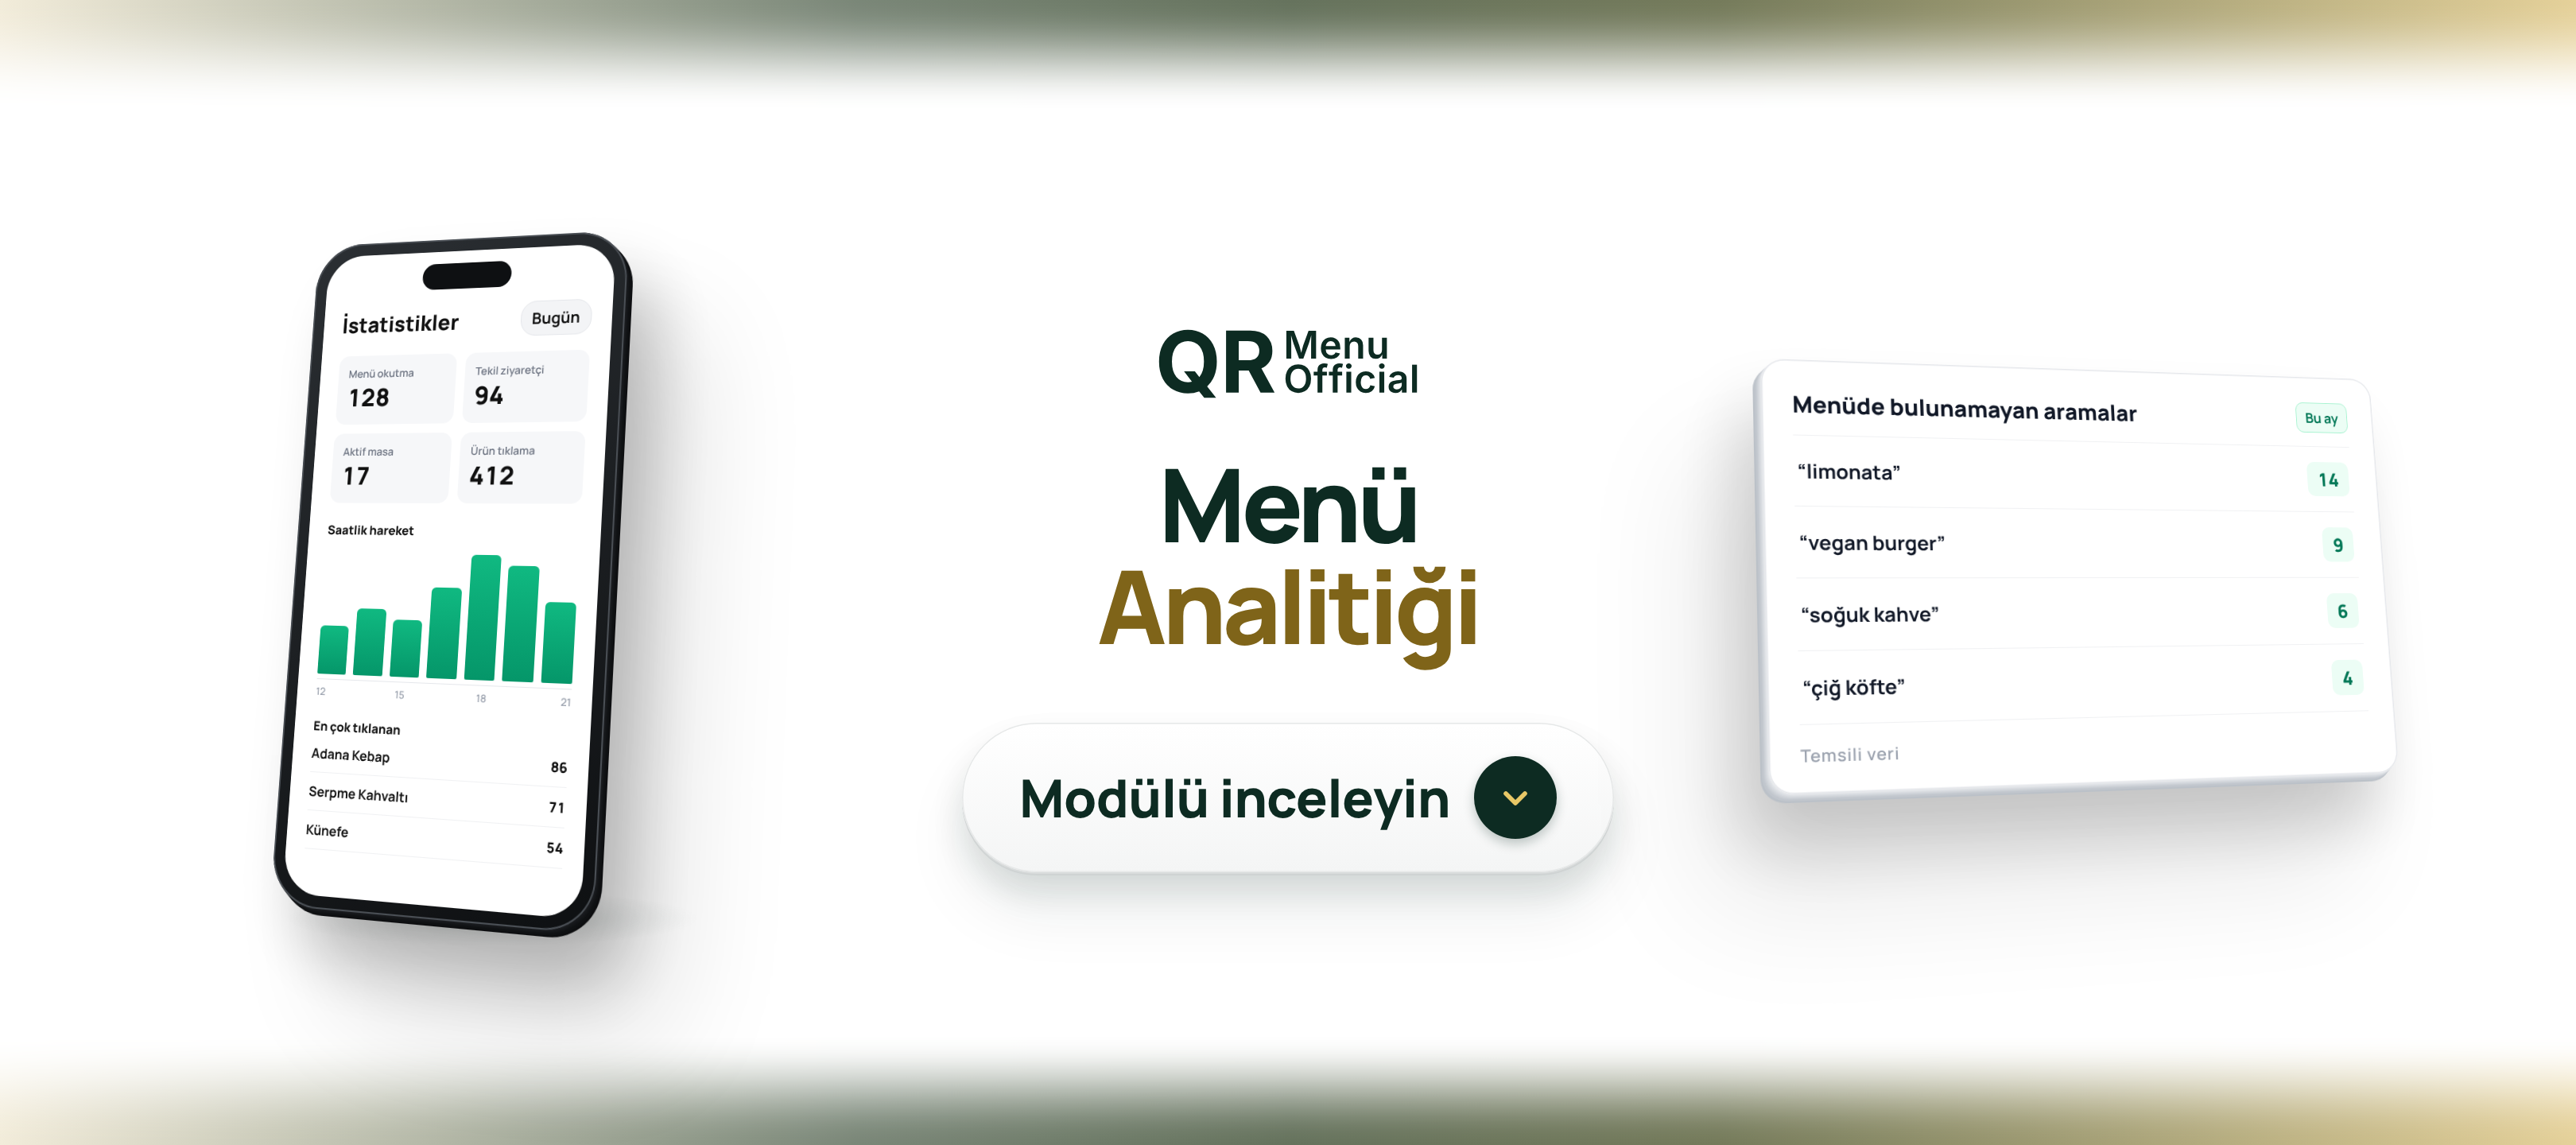 İstatistikler
Bugün
Menü okutma
128
Tekil ziyaretçi
94
Aktif masa
17
Ürün tıklama
412
Saatlik hareket
12 15 18 21
En çok tıklanan
Adana Kebap 86
Serpme Kahvaltı 71
Künefe 54
QR Menu
Official
Menü
Analitiği
Modülü inceleyin
Menüde bulunamayan aramalar
Bu ay
“limonata” 14
“vegan burger” 9
“soğuk kahve” 6
“çiğ köfte” 4
Temsili veri